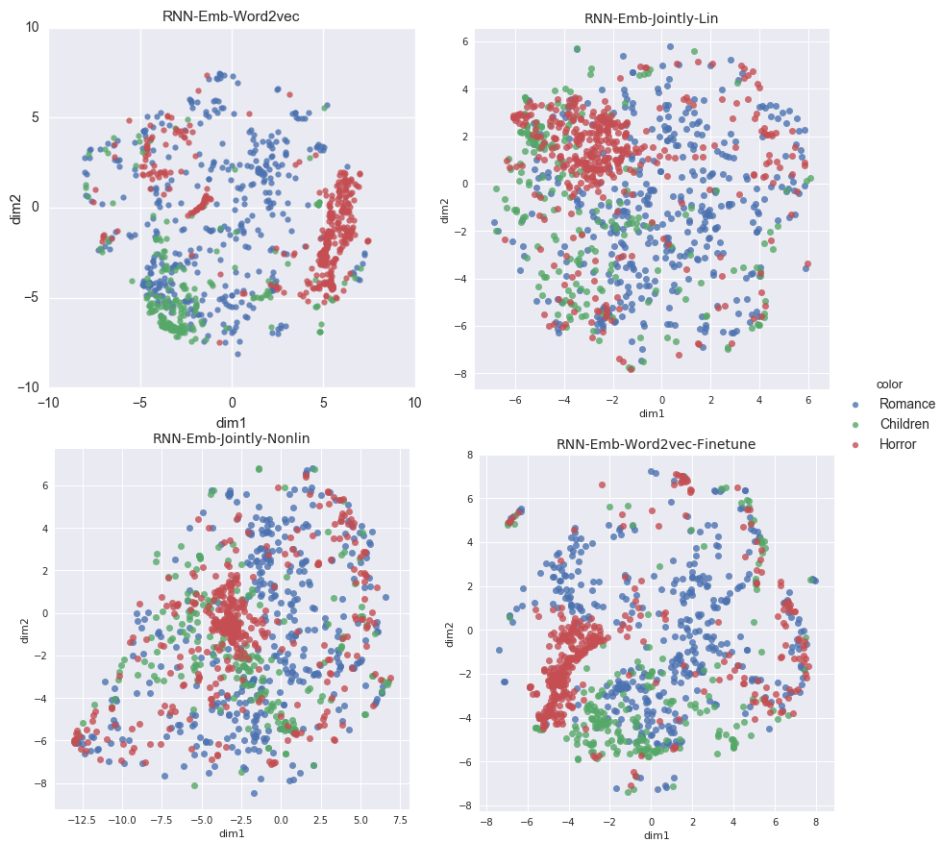 RNN-Emb-Word2vec
10
5
0
−5
−10
dim2
−10 −5 0 5 10
dim1
RNN-Emb-Jointly-Lin
6
4
2
0
−2
−4
−6
−8
dim2
−6 −4 −2 0 2 4 6
dim1
color
Romance
Children
Horror
RNN-Emb-Jointly-Nonlin
6
4
2
0
−2
−4
−6
−8
dim2
−12.5 −10.0 −7.5 −5.0 −2.5 0.0 2.5 5.0 7.5
dim1
RNN-Emb-Word2vec-Finetune
8
6
4
2
0
−2
−4
−6
−8
dim2
−8 −6 −4 −2 0 2 4 6 8
dim1